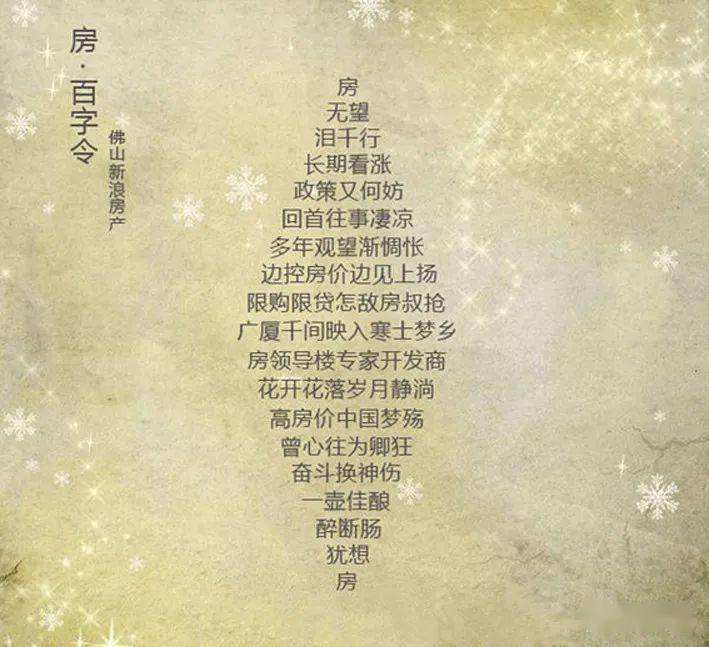 房·百字令
佛山新浪房产
房
无望
泪千行
长期看涨
政策又何妨
回首往事凄凉
多年观望渐惆怅
边控房价边见上扬
限购限贷怎敌房叔抢
广厦千间映入寒士梦乡
房领导楼专家开发商
花开花落岁月静淌
高房价中国梦殇
曾心往为卿狂
奋斗换神伤
一壶佳酿
醉断肠
犹想
房